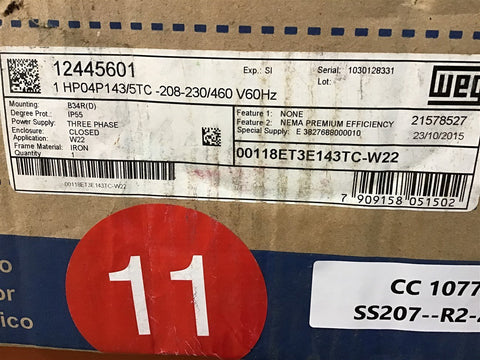 12445601
1 HP04P143/5TC -208-230/460 V60Hz
Exp.: SI
Serial: 1030128331
Lot:
WEG
Mounting: B34R(D)
Degree Prot.: IP55
Power Supply: THREE PHASE
Enclosure: CLOSED
Application: W22
Frame Material: IRON
Quantity: 1
Feature 1: NONE
Feature 2: NEMA PREMIUM EFFICIENCY
Special Supply: E 3827688000010
21578527
23/10/2015
00118ET3E143TC-W22
00118ET3E143TC-W22
7 909158 051502
o
or
ico
11
CC 1077
SS207--R2-